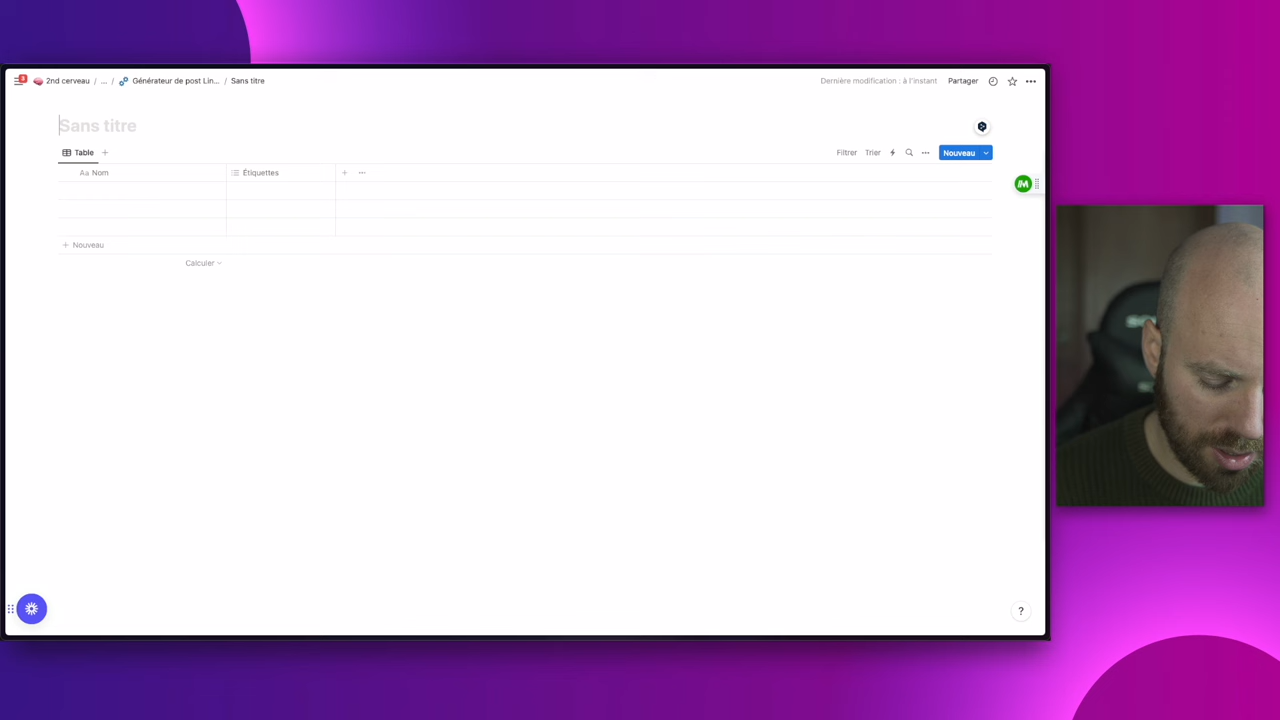 3
2nd cerveau / ... / Générateur de post Lin... / Sans titre
Dernière modification : à l'instant
Partager
Sans titre
Table
Filtrer
Trier
Nouveau
Aa Nom
Étiquettes
Nouveau
Calculer
?